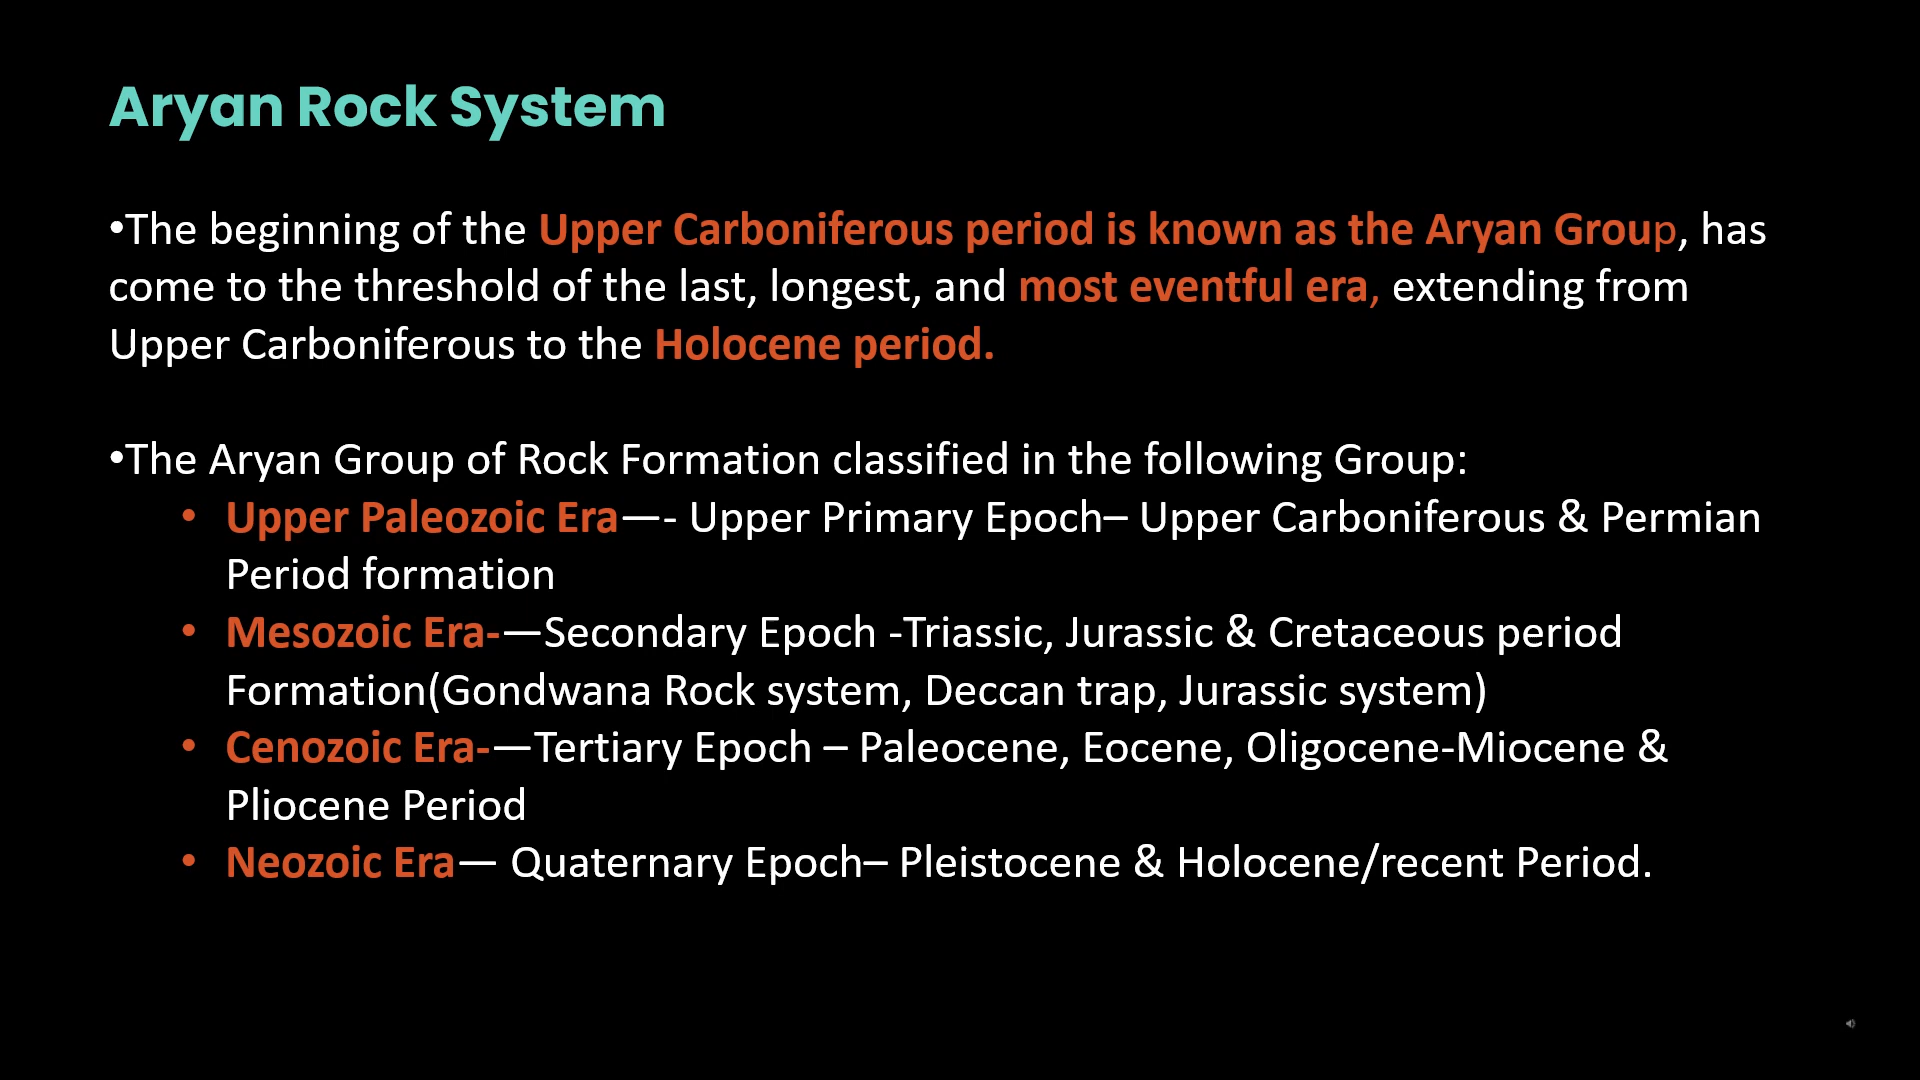 Aryan Rock System
•The beginning of the Upper Carboniferous period is known as the Aryan Group, has
come to the threshold of the last, longest, and most eventful era, extending from
Upper Carboniferous to the Holocene period.
•The Aryan Group of Rock Formation classified in the following Group:
• Upper Paleozoic Era—- Upper Primary Epoch– Upper Carboniferous & Permian
Period formation
• Mesozoic Era-—Secondary Epoch -Triassic, Jurassic & Cretaceous period
Formation(Gondwana Rock system, Deccan trap, Jurassic system)
• Cenozoic Era-—Tertiary Epoch – Paleocene, Eocene, Oligocene-Miocene &
Pliocene Period
• Neozoic Era— Quaternary Epoch– Pleistocene & Holocene/recent Period.